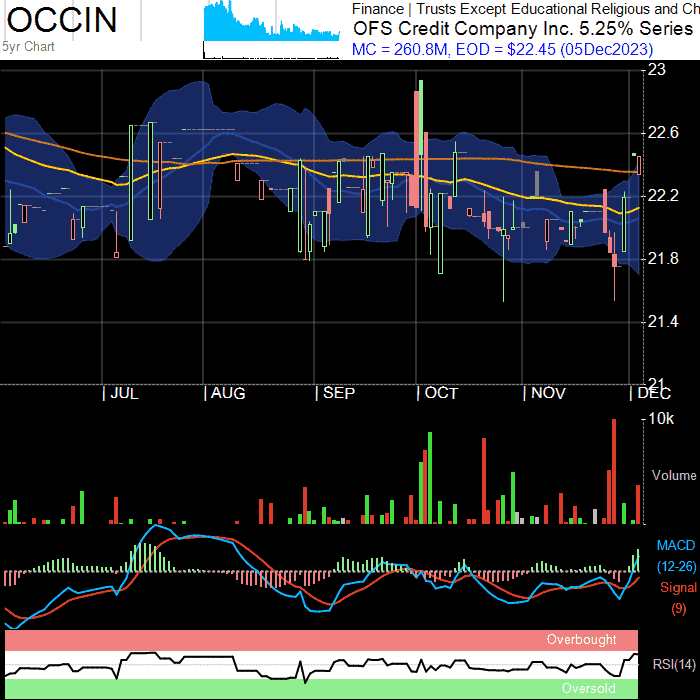 OCCIN
5yr Chart
Finance | Trusts Except Educational Religious and Ch
OFS Credit Company Inc. 5.25% Series
MC = 260.8M, EOD = $22.45 (05Dec2023)
23
22.6
22.2
21.8
21.4
21
| JUL | AUG | SEP | OCT | NOV | DEC
10k
Volume
MACD
(12-26)
Signal
(9)
Overbought
RSI(14)
Oversold